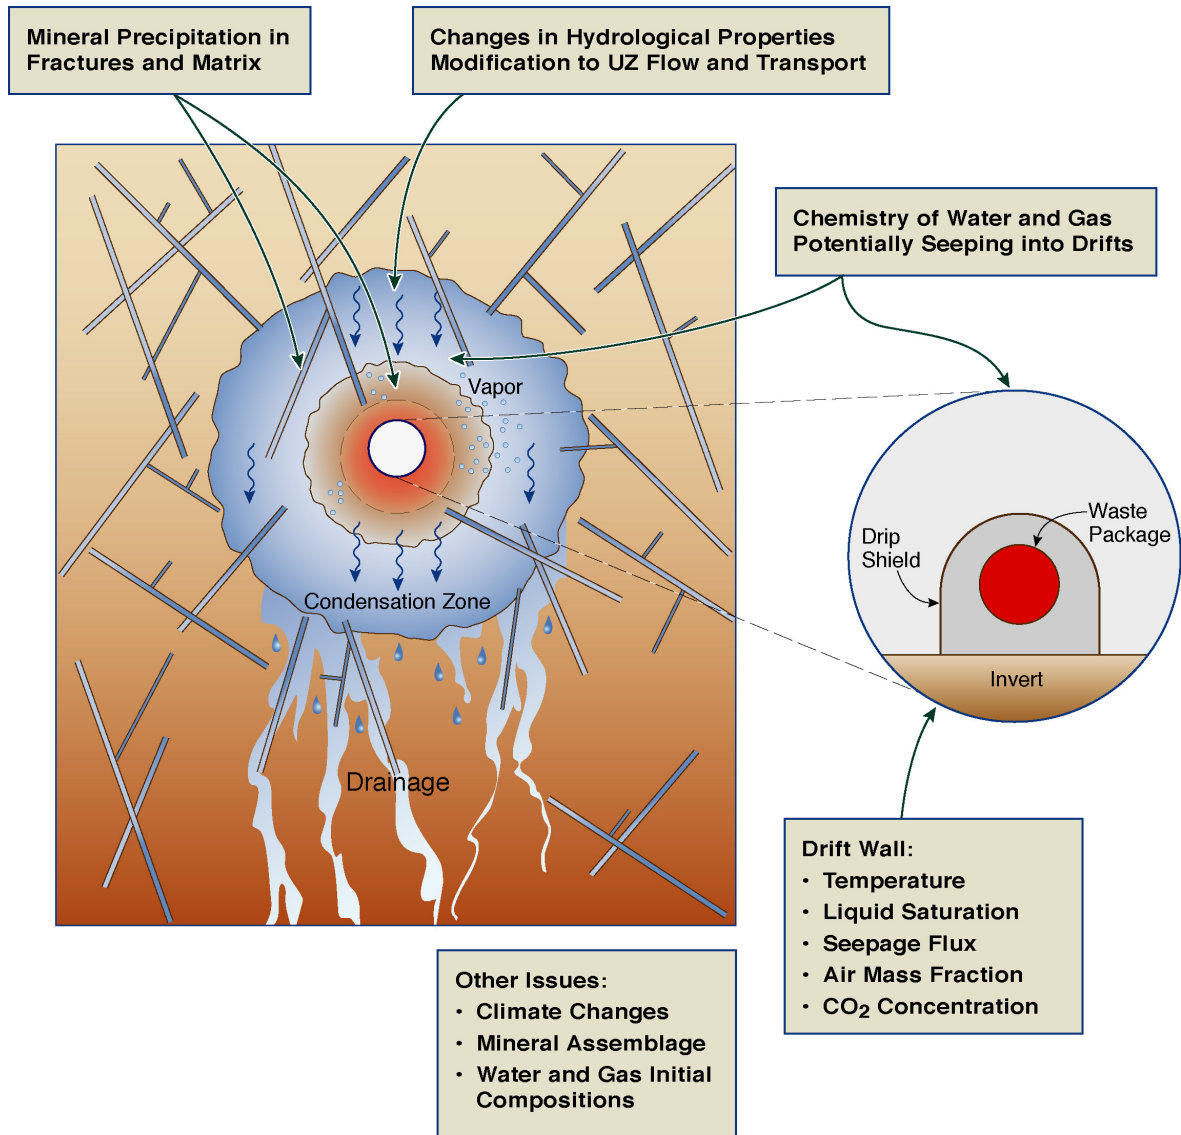 Mineral Precipitation in
Fractures and Matrix
Changes in Hydrological Properties
Modification to UZ Flow and Transport
Chemistry of Water and Gas
Potentially Seeping into Drifts
Vapor
Condensation Zone
Drainage
Waste
Package
Drip
Shield
Invert
Drift Wall:
• Temperature
• Liquid Saturation
• Seepage Flux
• Air Mass Fraction
• CO2 Concentration
Other Issues:
• Climate Changes
• Mineral Assemblage
• Water and Gas Initial
Compositions